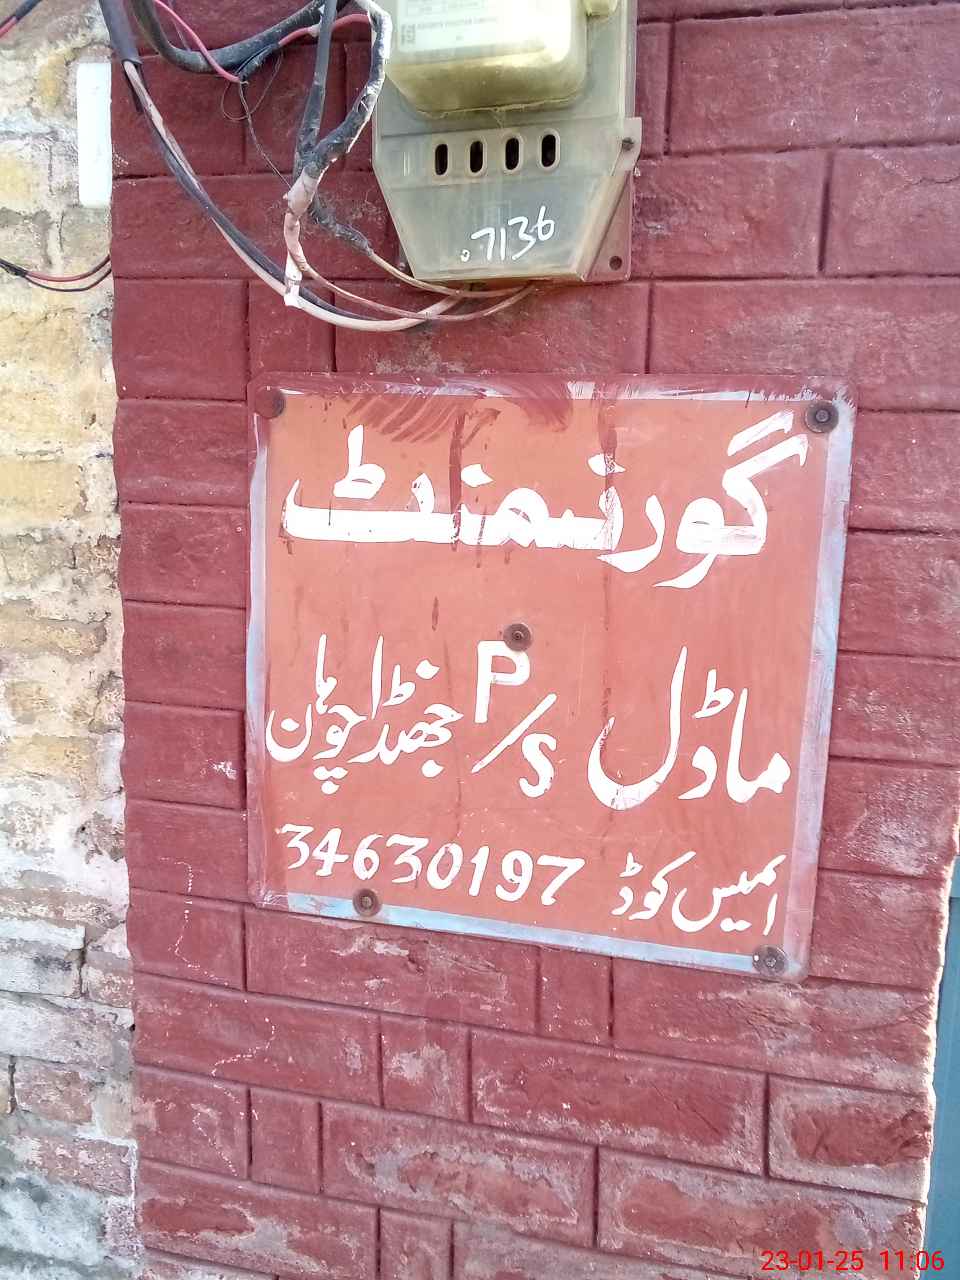 .7136
گورنمنٹ
ماڈل P/S جھنڈا چوہان
ایمیس کوڈ 34630197
23-01-25 11:06